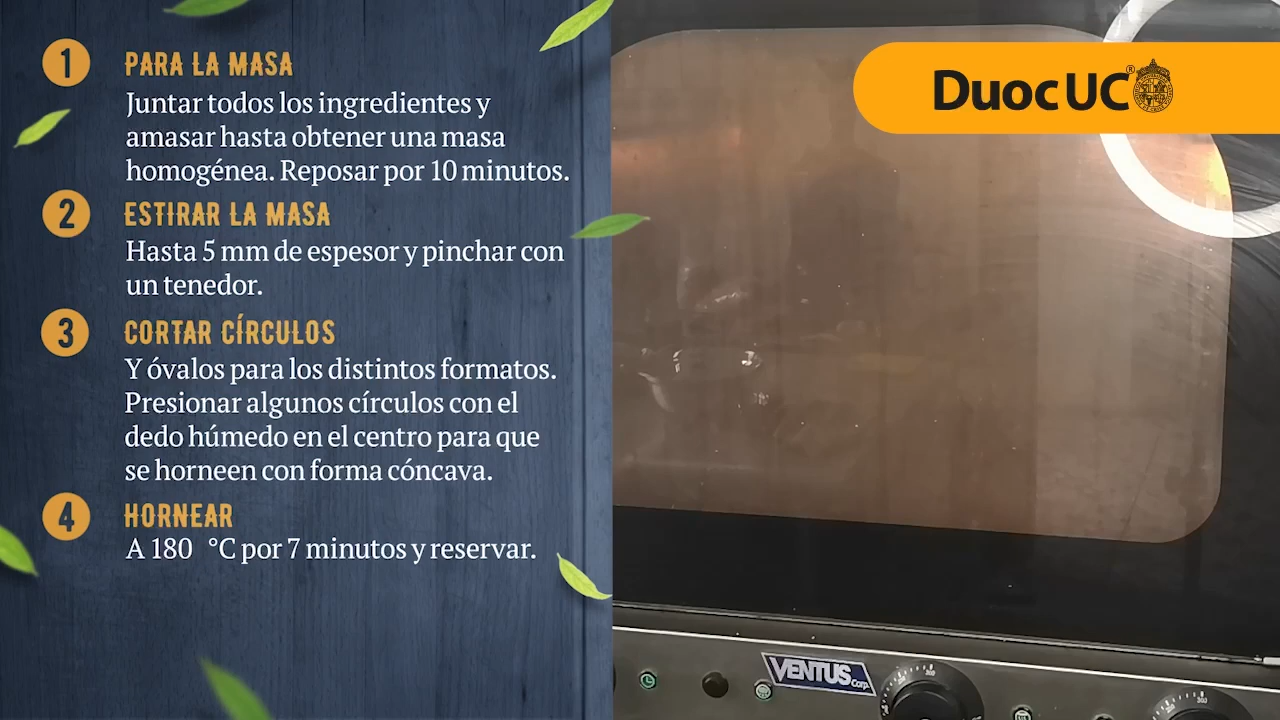 1 PARA LA MASA
Juntar todos los ingredientes y
amasar hasta obtener una masa
homogénea. Reposar por 10 minutos.
2 ESTIRAR LA MASA
Hasta 5 mm de espesor y pinchar con
un tenedor.
3 CORTAR CÍRCULOS
Y óvalos para los distintos formatos.
Presionar algunos círculos con el
dedo húmedo en el centro para que
se horneen con forma cóncava.
4 HORNEAR
A 180 °C por 7 minutos y reservar.
Duoc UC®
VENTUS Corp.